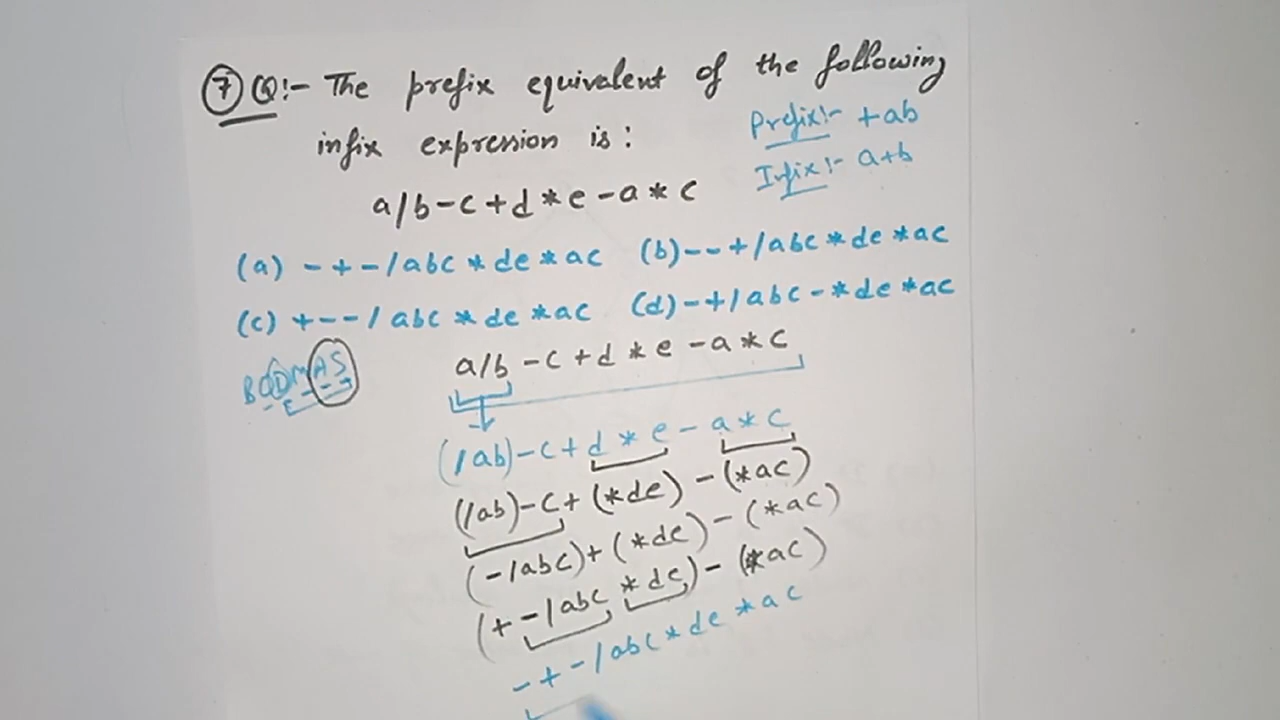 7 Q:- The prefix equivalent of the following
infix expression is:
Prefix:- +ab
Infix:- a+b
a/b-c+d*e-a*c
(a) -+-/abc*de*ac (b)--+/abc*de*ac
(c) +--/abc*de*ac (d)-+/abc-*de*ac
BODMAS
a/b-c+d*e-a*c
(/ab)-c+d*e-a*c
(/ab)-c+(*de)-(*ac)
(-/abc)+(*de)-(*ac)
(+-/abc*de)-(*ac)
-+-/abc*de*ac